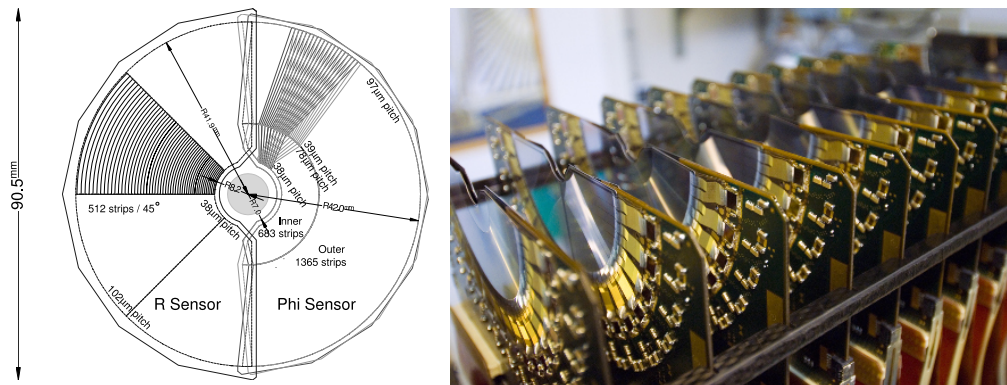 90.5mm
R41.9mm
97µm pitch
39µm pitch
78µm pitch
38µm pitch
R8.2mm
R7.0
R42.0mm
512 strips / 45°
38µm pitch
Inner
683 strips
Outer
1365 strips
102µm pitch
R Sensor
Phi Sensor